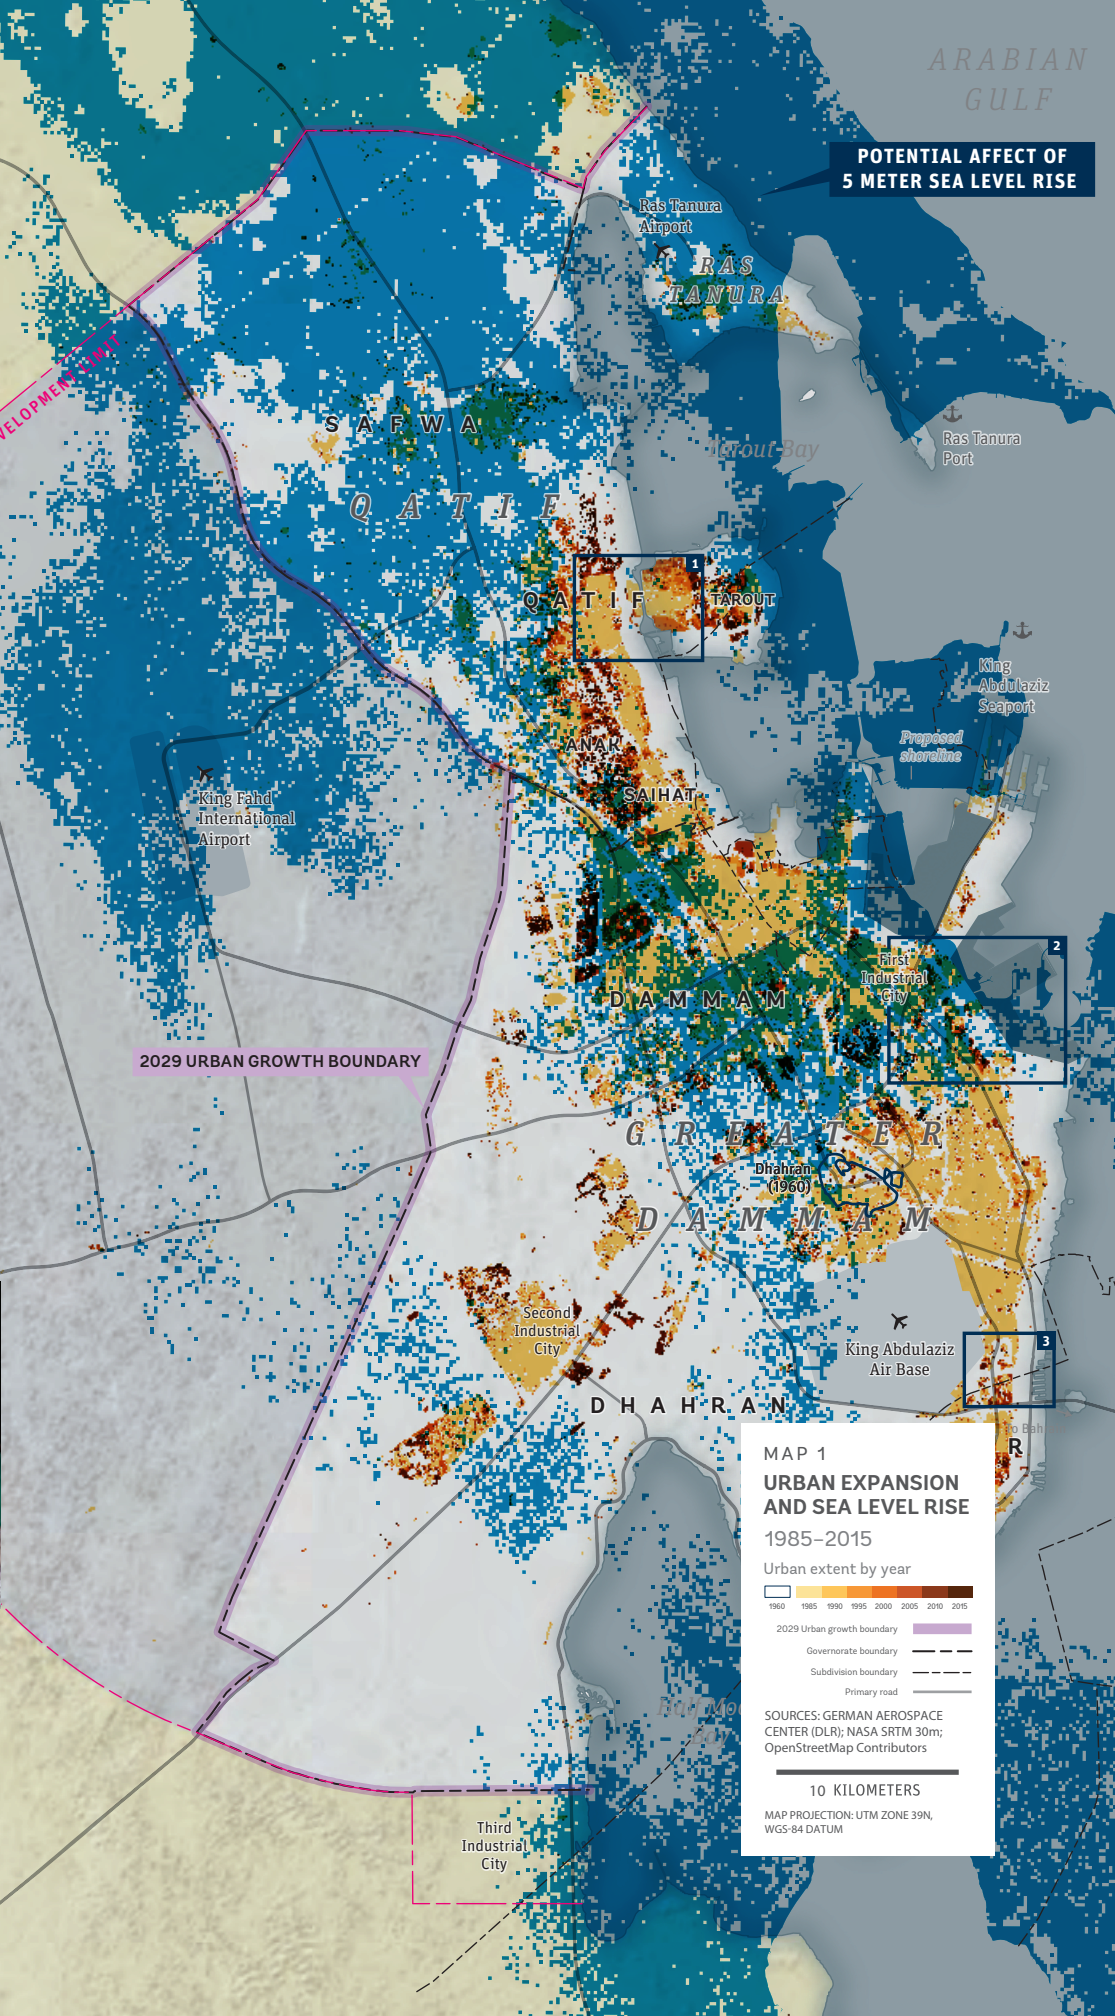 ARABIAN
GULF
POTENTIAL AFFECT OF
5 METER SEA LEVEL RISE
Ras Tanura
Airport
RAS
TANURA
VELOPMENT LIMIT
SAFWA
Tarout Bay
Ras Tanura
Port
QATIF
1
QATIF
TAROUT
King
Abdulaziz
Seaport
Proposed
shoreline
ANAK
SAIHAT
King Fahd
International
Airport
2
First
Industrial
City
DAMMAM
2029 URBAN GROWTH BOUNDARY
GREATER
Dhahran
(1960)
DAMMAM
Second
Industrial
City
King Abdulaziz
Air Base
3
DHAHRAN
to Bah
R
MAP 1
URBAN EXPANSION
AND SEA LEVEL RISE
1985–2015
Urban extent by year
1960 1985 1990 1995 2000 2005 2010 2015
2029 Urban growth boundary
Governorate boundary
Subdivision boundary
Primary road
SOURCES: GERMAN AEROSPACE
CENTER (DLR); NASA SRTM 30m;
OpenStreetMap Contributors
10 KILOMETERS
MAP PROJECTION: UTM ZONE 39N,
WGS-84 DATUM
Half Moo
Bay
Third
Industrial
City